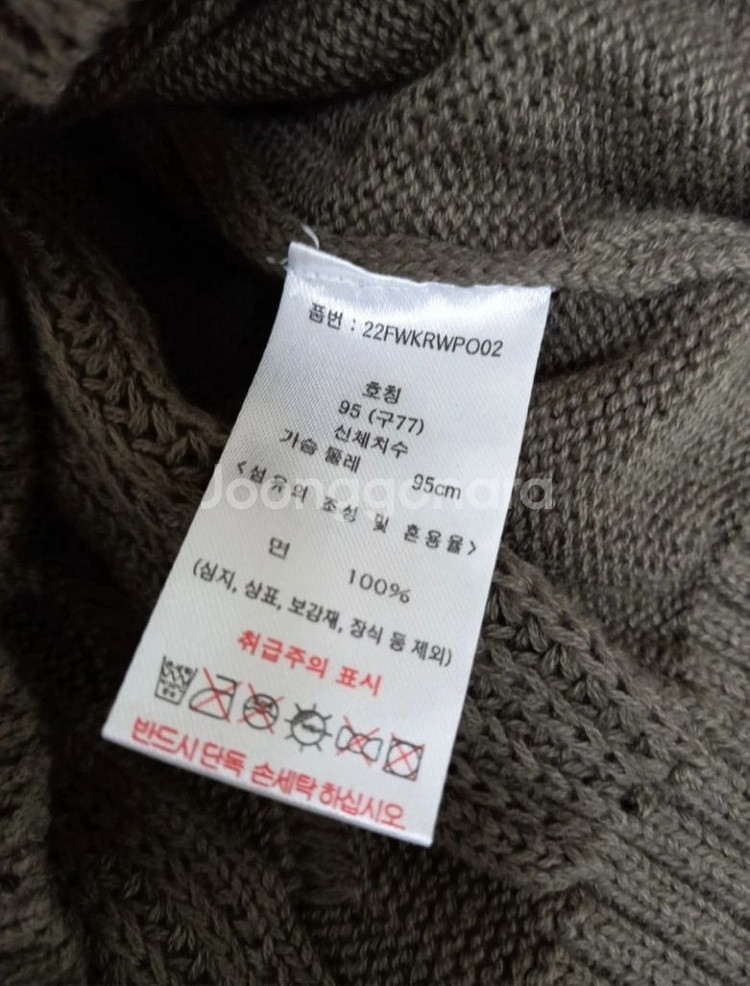 품번 : 22FWKRWPO02
호칭
95 (구77)
신체치수
가슴 둘레 95cm
<섬유의 조성 및 혼용율>
면 100%
(심지, 상표, 보강재, 장식 등 제외)
취급주의 표시
반드시 단독 손세탁 하십시오
Joonggonara